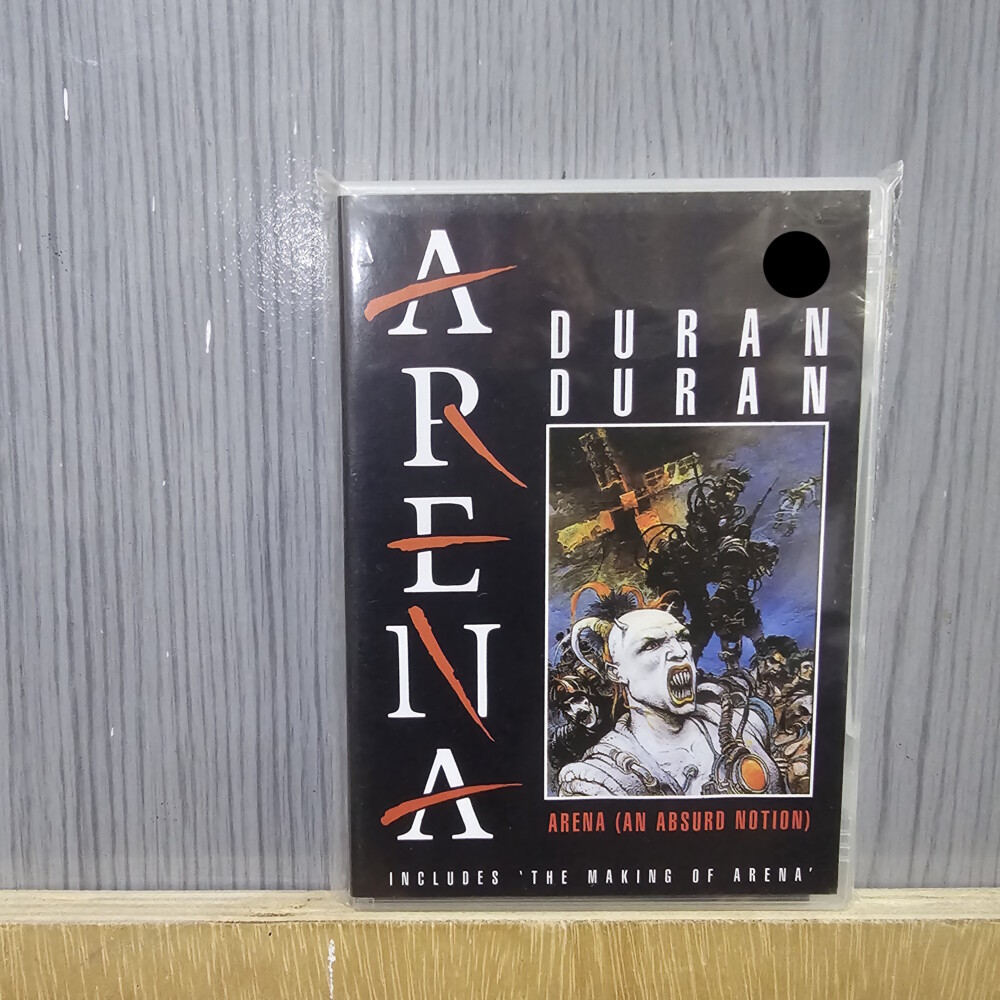 ARENA
DURAN
DURAN
ARENA (AN ABSURD NOTION)
INCLUDES 'THE MAKING OF ARENA'